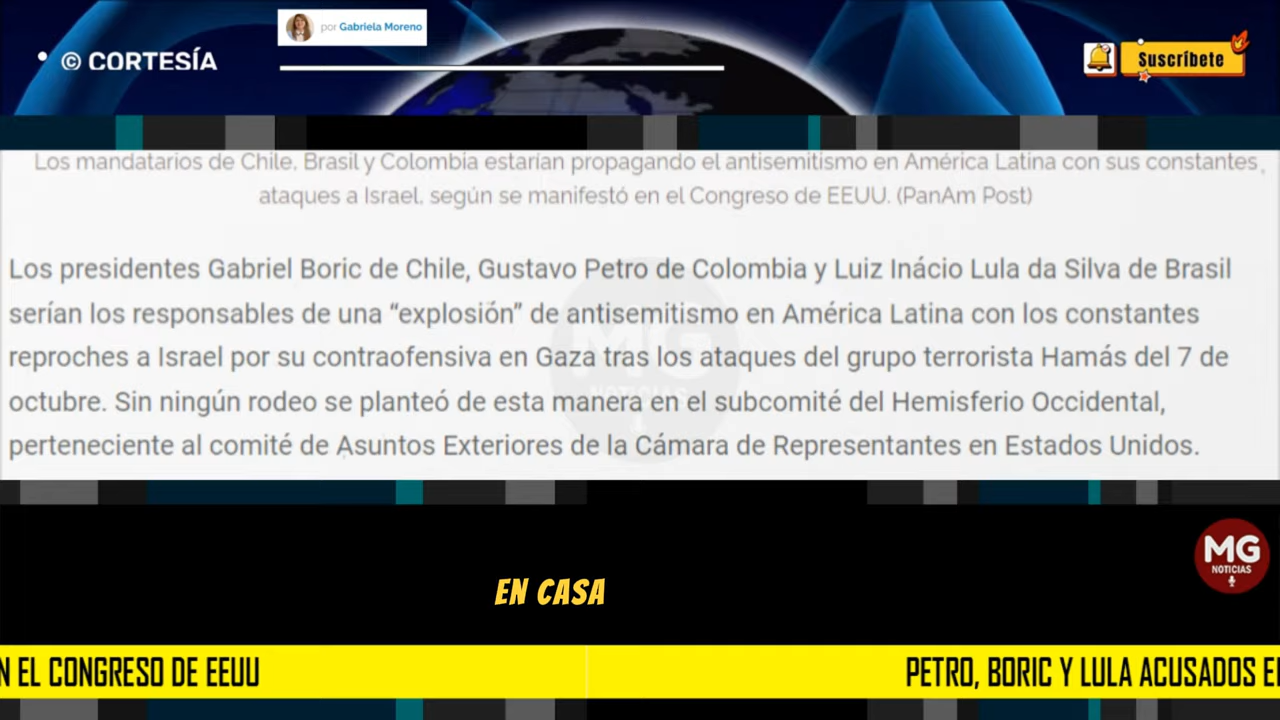 por Gabriela Moreno
© CORTESÍA
Suscríbete
Los mandatarios de Chile, Brasil y Colombia estarían propagando el antisemitismo en América Latina con sus constantes
ataques a Israel, según se manifestó en el Congreso de EEUU. (PanAm Post)
Los presidentes Gabriel Boric de Chile, Gustavo Petro de Colombia y Luiz Inácio Lula da Silva de Brasil
serían los responsables de una “explosión” de antisemitismo en América Latina con los constantes
reproches a Israel por su contraofensiva en Gaza tras los ataques del grupo terrorista Hamás del 7 de
octubre. Sin ningún rodeo se planteó de esta manera en el subcomité del Hemisferio Occidental,
perteneciente al comité de Asuntos Exteriores de la Cámara de Representantes en Estados Unidos.
MG
NOTICIAS
MG
NOTICIAS
EN CASA
N EL CONGRESO DE EEUU
PETRO, BORIC Y LULA ACUSADOS E